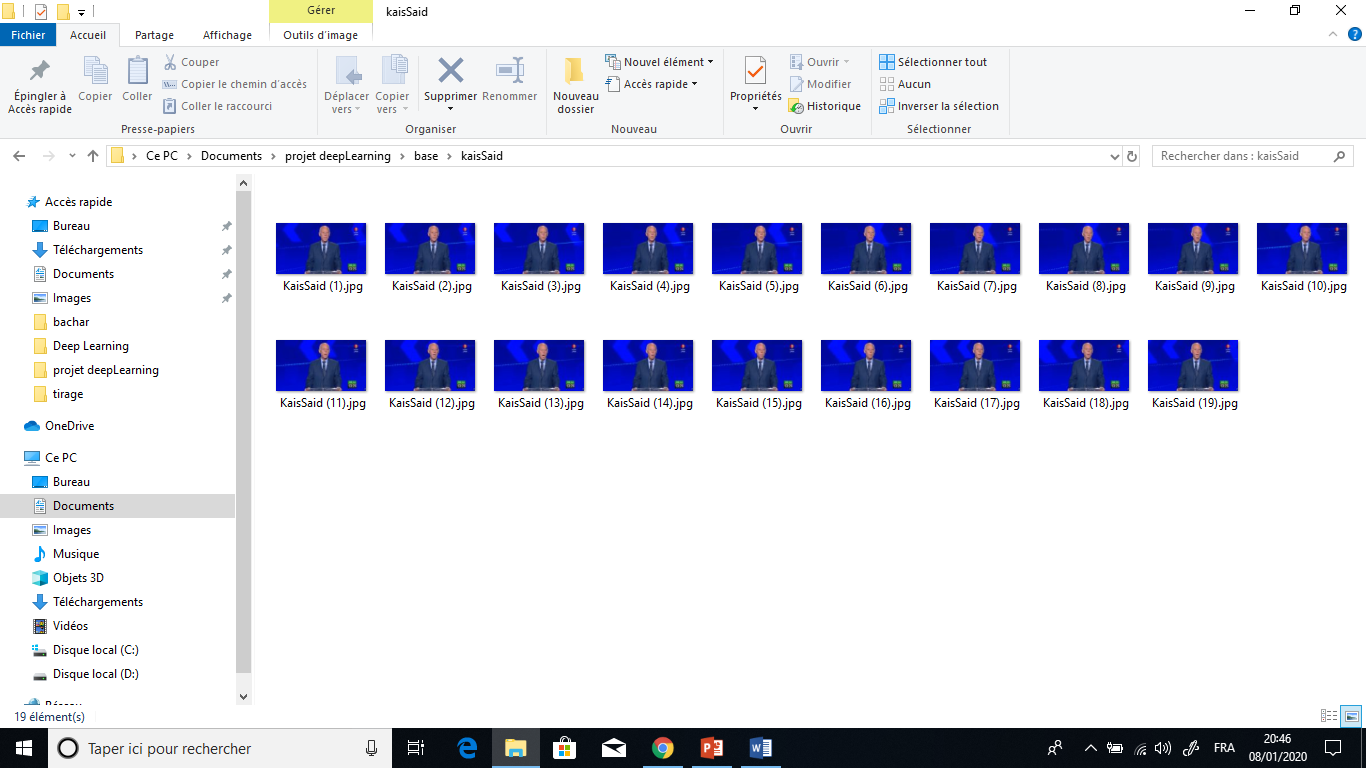 Gérer
kaisSaid
Fichier
Accueil
Partage
Affichage
Outils d'image
Épingler à
Accès rapide
Copier
Coller
Couper
Copier le chemin d'accès
Coller le raccourci
Presse-papiers
Déplacer
vers
Copier
vers
Supprimer
Renommer
Organiser
Nouveau
dossier
Nouvel élément
Accès rapide
Nouveau
Propriétés
Ouvrir
Modifier
Historique
Ouvrir
Sélectionner tout
Aucun
Inverser la sélection
Sélectionner
Ce PC > Documents > projet deepLearning > base > kaisSaid
Rechercher dans : kaisSaid
Accès rapide
Bureau
Téléchargements
Documents
Images
bachar
Deep Learning
projet deepLearning
tirage
OneDrive
Ce PC
Bureau
Documents
Images
Musique
Objets 3D
Téléchargements
Vidéos
Disque local (C:)
Disque local (D:)
Réseau
KaisSaid (1).jpg
KaisSaid (2).jpg
KaisSaid (3).jpg
KaisSaid (4).jpg
KaisSaid (5).jpg
KaisSaid (6).jpg
KaisSaid (7).jpg
KaisSaid (8).jpg
KaisSaid (9).jpg
KaisSaid (10).jpg
KaisSaid (11).jpg
KaisSaid (12).jpg
KaisSaid (13).jpg
KaisSaid (14).jpg
KaisSaid (15).jpg
KaisSaid (16).jpg
KaisSaid (17).jpg
KaisSaid (18).jpg
KaisSaid (19).jpg
19 élément(s)
Taper ici pour rechercher
FRA
20:46
08/01/2020